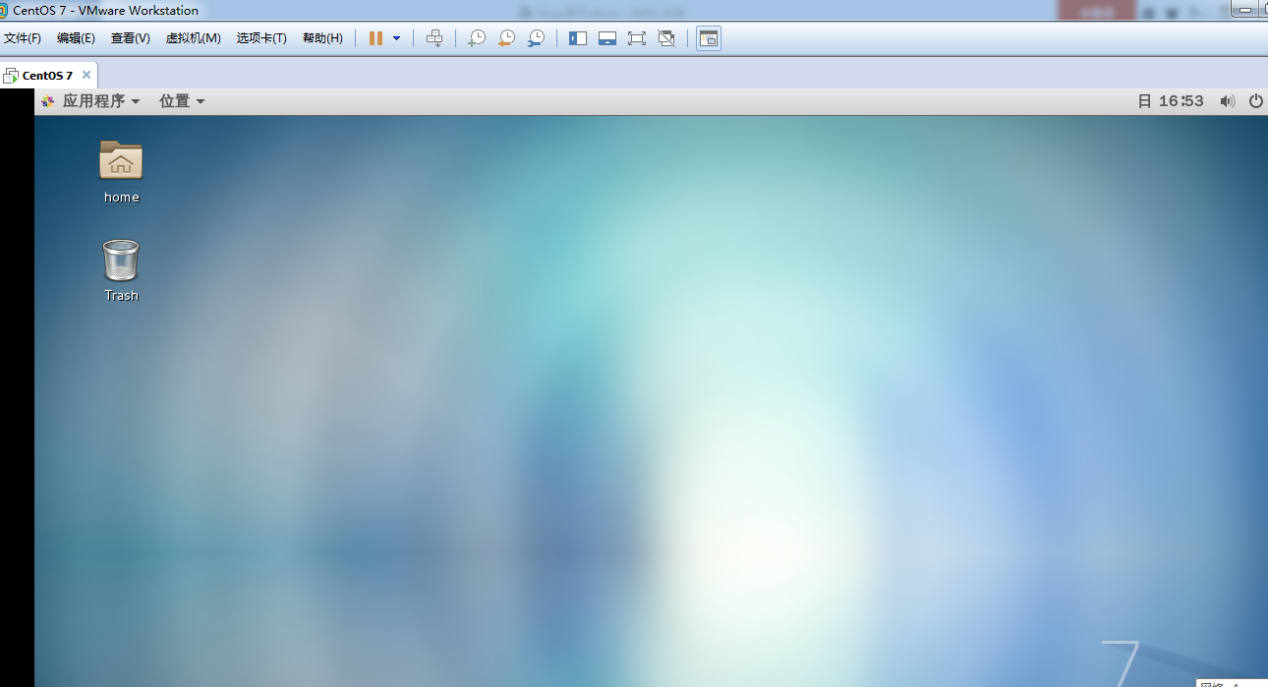 CentOS 7 - VMware Workstation
文件(F) 编辑(E) 查看(V) 虚拟机(M) 选项卡(T) 帮助(H)
CentOS 7
应用程序 位置 日 16:53
home
Trash
7